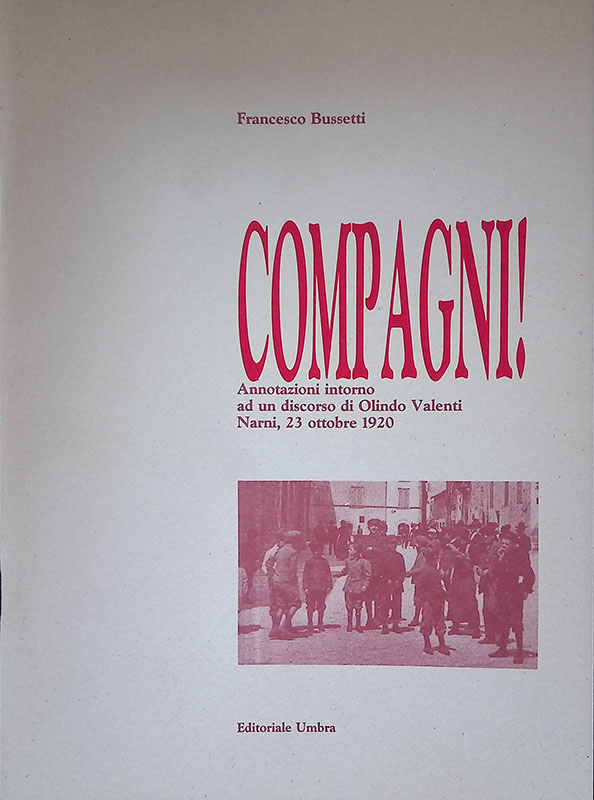 Francesco Bussetti
COMPAGNI!
Annotazioni intorno
ad un discorso di Olindo Valenti
Narni, 23 ottobre 1920
Editoriale Umbra